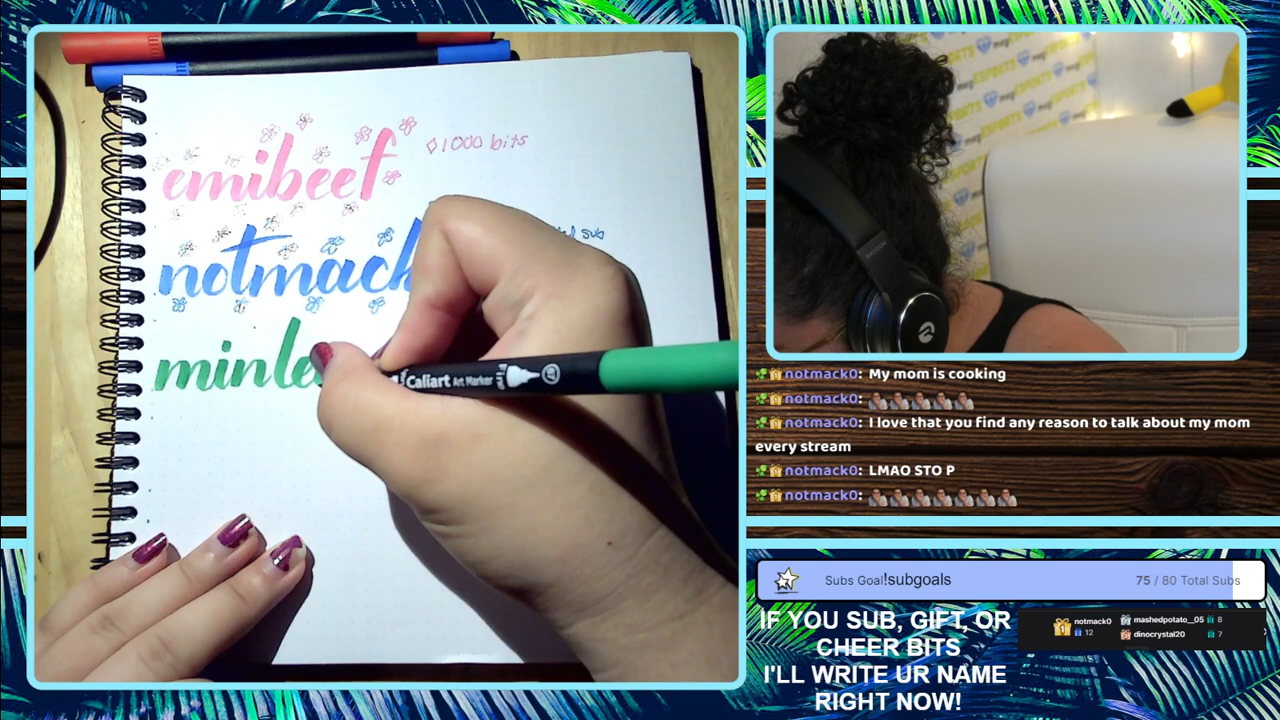 emibeef
1000 bits
notmack
sub
minle
Caliart Art Marker
notmack0: My mom is cooking
notmack0:
notmack0: I love that you find any reason to talk about my mom
every stream
notmack0: LMAO STO P
notmack0:
Subs Goal!subgoals
75 / 80 Total Subs
IF YOU SUB, GIFT, OR
CHEER BITS
I'LL WRITE UR NAME
RIGHT NOW!
1 notmack0 12
mashedpotato__05 8
dinocrystal20 7